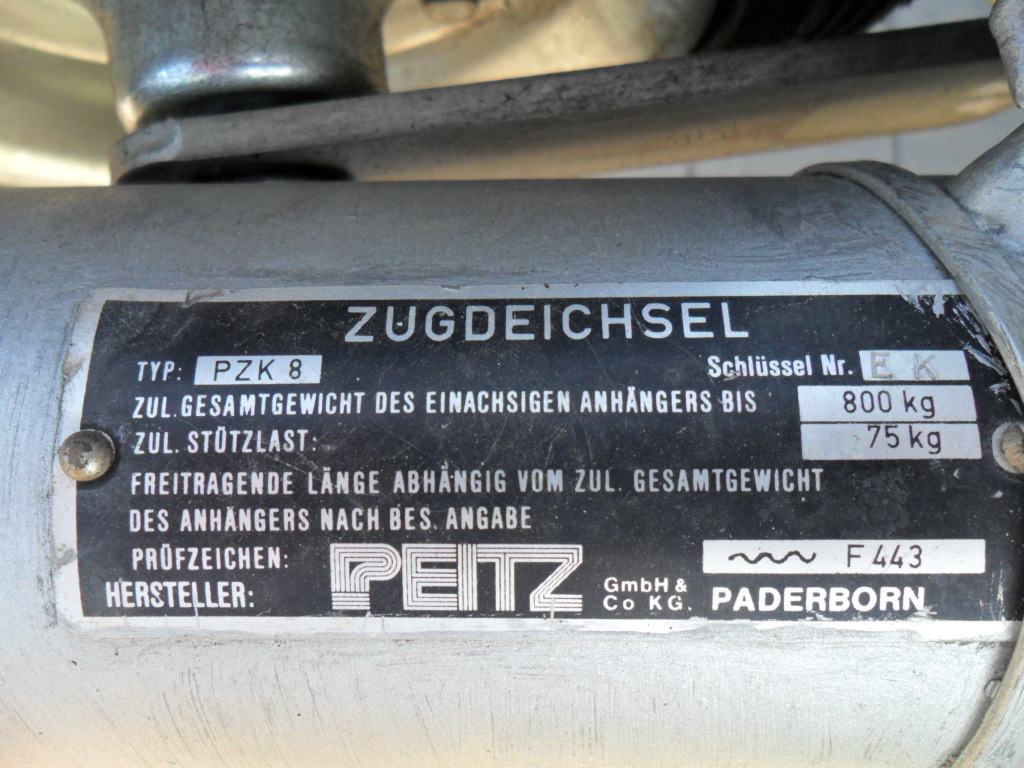 ZUGDEICHSEL
TYP: PZK 8 Schlüssel Nr. E K
ZUL. GESAMTGEWICHT DES EINACHSIGEN ANHÄNGERS BIS 800 kg
ZUL. STÜTZLAST: 75 kg
FREITRAGENDE LÄNGE ABHÄNGIG VOM ZUL. GESAMTGEWICHT
DES ANHÄNGERS NACH BES. ANGABE
PRÜFZEICHEN: F 443
HERSTELLER: PEITZ GmbH & Co KG. PADERBORN